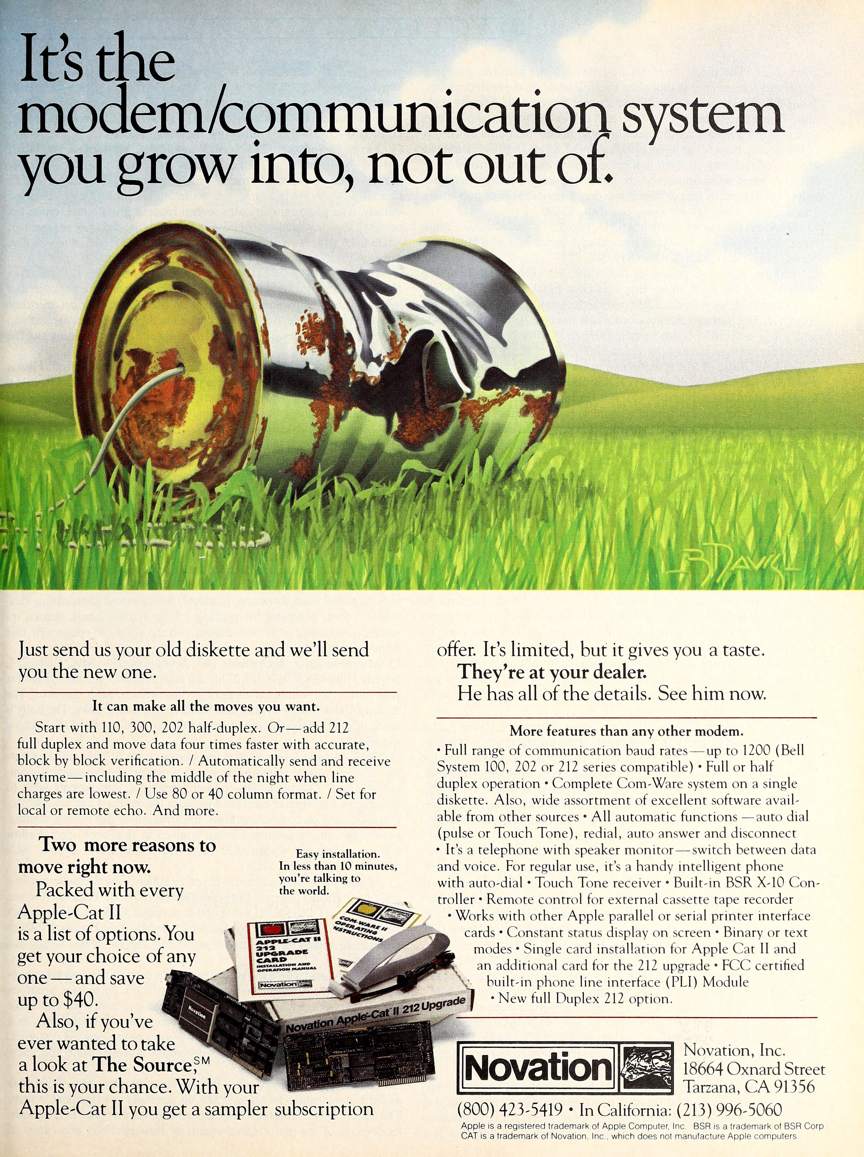 It's the
modem/communication system
you grow into, not out of.
B DAVIS
Just send us your old diskette and we'll send
you the new one.
It can make all the moves you want.
Start with 110, 300, 202 half-duplex. Or—add 212
full duplex and move data four times faster with accurate,
block by block verification. / Automatically send and receive
anytime—including the middle of the night when line
charges are lowest. / Use 80 or 40 column format. / Set for
local or remote echo. And more.
Two more reasons to
move right now.
Packed with every
Apple-Cat II
is a list of options. You
get your choice of any
one—and save
up to $40.
Also, if you've
ever wanted to take
a look at The Source,℠
this is your chance. With your
Apple-Cat II you get a sampler subscription
Easy installation.
In less than 10 minutes,
you're talking to
the world.
APPLE-CAT II
212
UPGRADE
CARD
INSTALLATION AND
OPERATION MANUAL
Novation
COM-WARE II
OPERATING
INSTRUCTIONS
Novation
Novation Apple-Cat II 212 Upgrade
offer. It's limited, but it gives you a taste.
They're at your dealer.
He has all of the details. See him now.
More features than any other modem.
• Full range of communication baud rates—up to 1200 (Bell
System 100, 202 or 212 series compatible) • Full or half
duplex operation • Complete Com-Ware system on a single
diskette. Also, wide assortment of excellent software avail-
able from other sources • All automatic functions—auto dial
(pulse or Touch Tone), redial, auto answer and disconnect
• It's a telephone with speaker monitor—switch between data
and voice. For regular use, it's a handy intelligent phone
with auto-dial • Touch Tone receiver • Built-in BSR X-10 Con-
troller • Remote control for external cassette tape recorder
• Works with other Apple parallel or serial printer interface
cards • Constant status display on screen • Binary or text
modes • Single card installation for Apple Cat II and
an additional card for the 212 upgrade • FCC certified
built-in phone line interface (PLI) Module
• New full Duplex 212 option.
Novation
Novation, Inc.
18664 Oxnard Street
Tarzana, CA 91356
(800) 423-5419 • In California: (213) 996-5060
Apple is a registered trademark of Apple Computer, Inc. BSR is a trademark of BSR Corp
CAT is a trademark of Novation, Inc., which does not manufacture Apple computers.